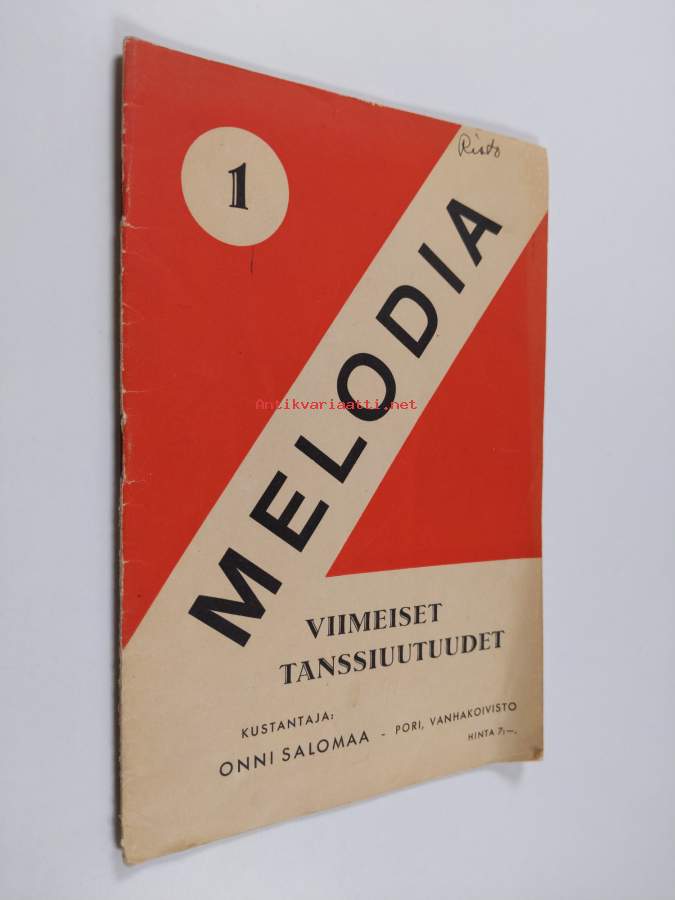 1
Risto
MELODIA
Antikvariaatti.net
VIIMEISET
TANSSIUUTUUDET
KUSTANTAJA:
ONNI SALOMAA - PORI, VANHAKOIVISTO
HINTA 7:—.